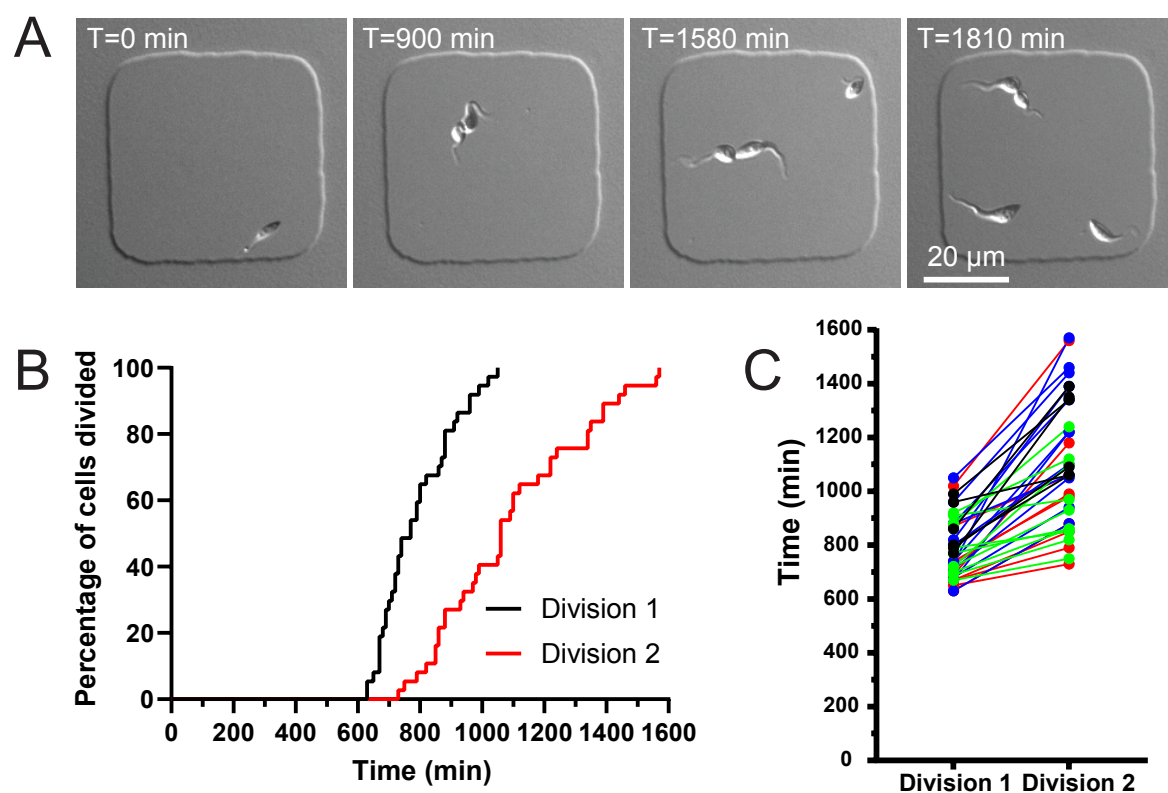 A
T=0 min
T=900 min
T=1580 min
T=1810 min
20 µm
B
Percentage of cells divided
100
80
60
40
20
0
0 200 400 600 800 1000 1200 1400 1600
Time (min)
Division 1
Division 2
C
Time (min)
1600
1400
1200
1000
800
600
400
200
0
Division 1 Division 2